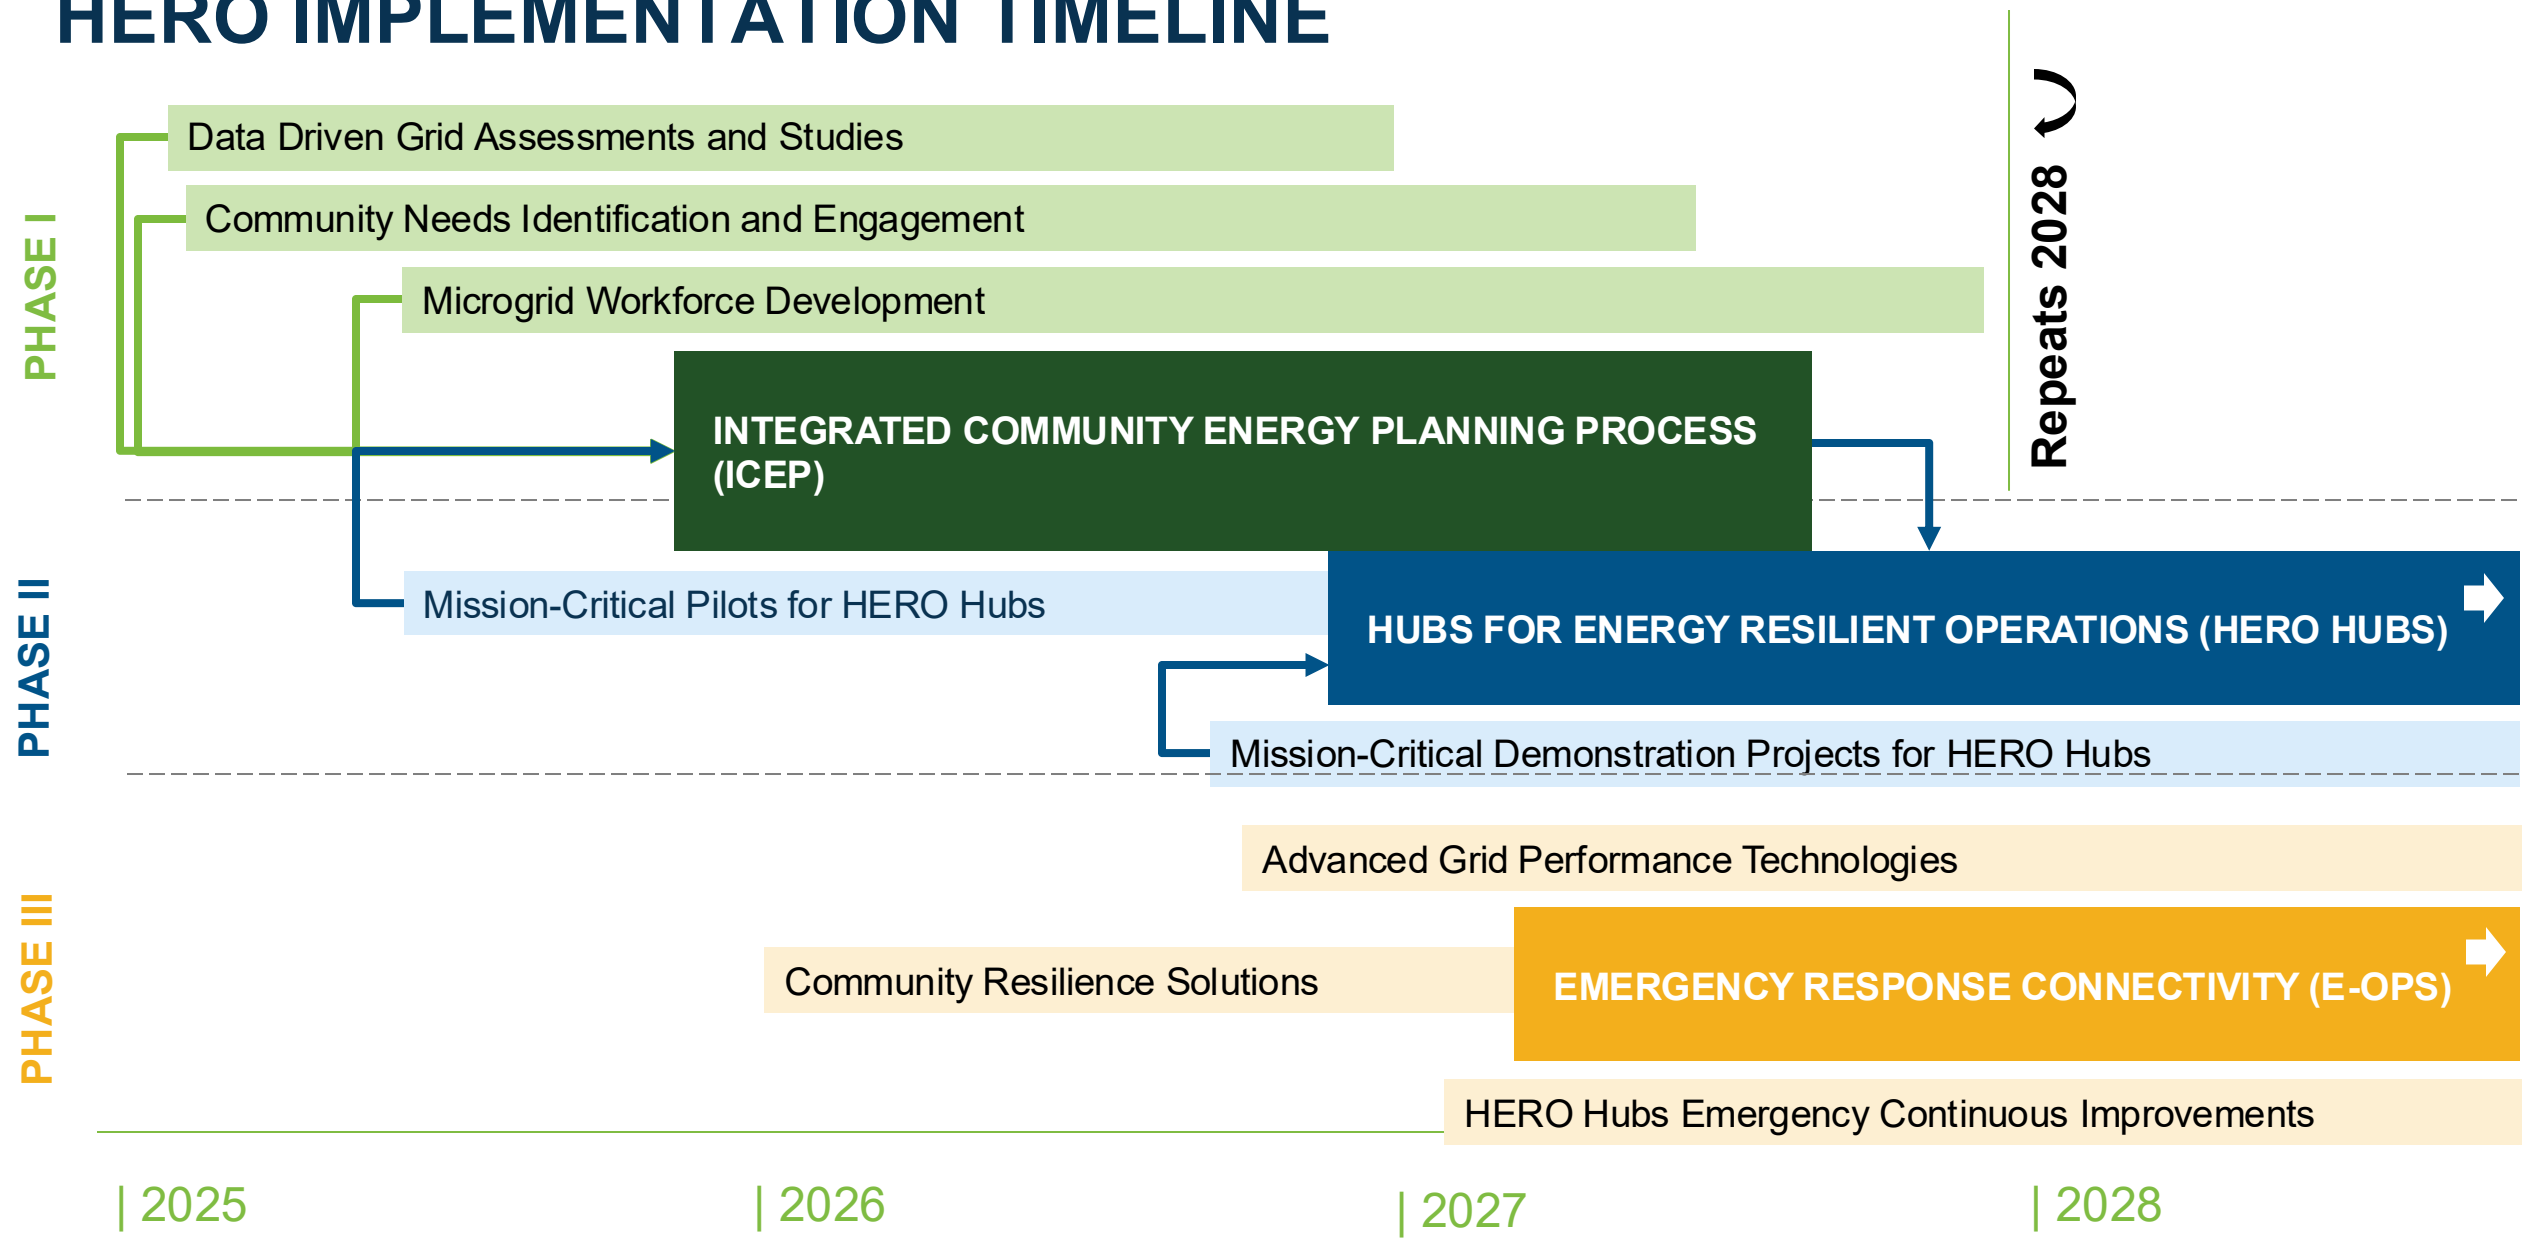 HERO IMPLEMENTATION TIMELINE
PHASE I
Data Driven Grid Assessments and Studies
Community Needs Identification and Engagement
Microgrid Workforce Development
INTEGRATED COMMUNITY ENERGY PLANNING PROCESS
(ICEP)
Repeats 2028
PHASE II
Mission-Critical Pilots for HERO Hubs
HUBS FOR ENERGY RESILIENT OPERATIONS (HERO HUBS)
Mission-Critical Demonstration Projects for HERO Hubs
PHASE III
Advanced Grid Performance Technologies
Community Resilience Solutions
EMERGENCY RESPONSE CONNECTIVITY (E-OPS)
HERO Hubs Emergency Continuous Improvements
| 2025
| 2026
| 2027
| 2028